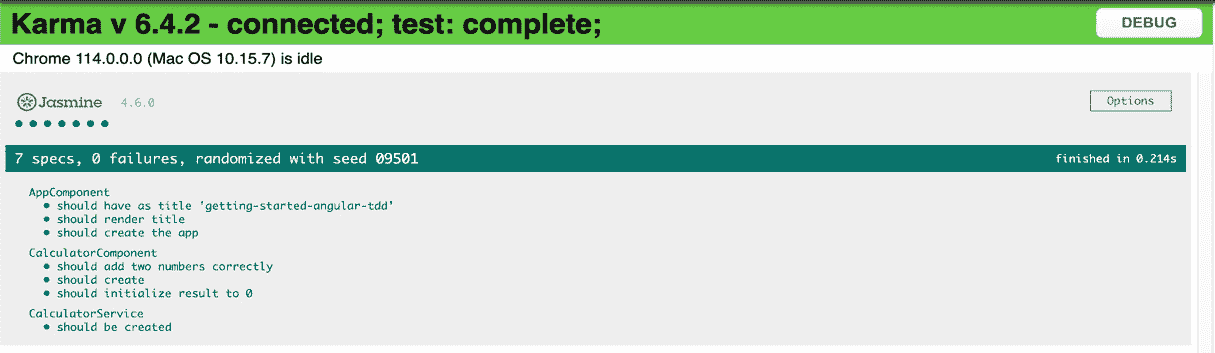 Karma v 6.4.2 - connected; test: complete;
DEBUG
Chrome 114.0.0.0 (Mac OS 10.15.7) is idle
Jasmine 4.6.0
Options
7 specs, 0 failures, randomized with seed 09501
finished in 0.214s
AppComponent
• should have as title 'getting-started-angular-tdd'
• should render title
• should create the app
CalculatorComponent
• should add two numbers correctly
• should create
• should initialize result to 0
CalculatorService
• should be created